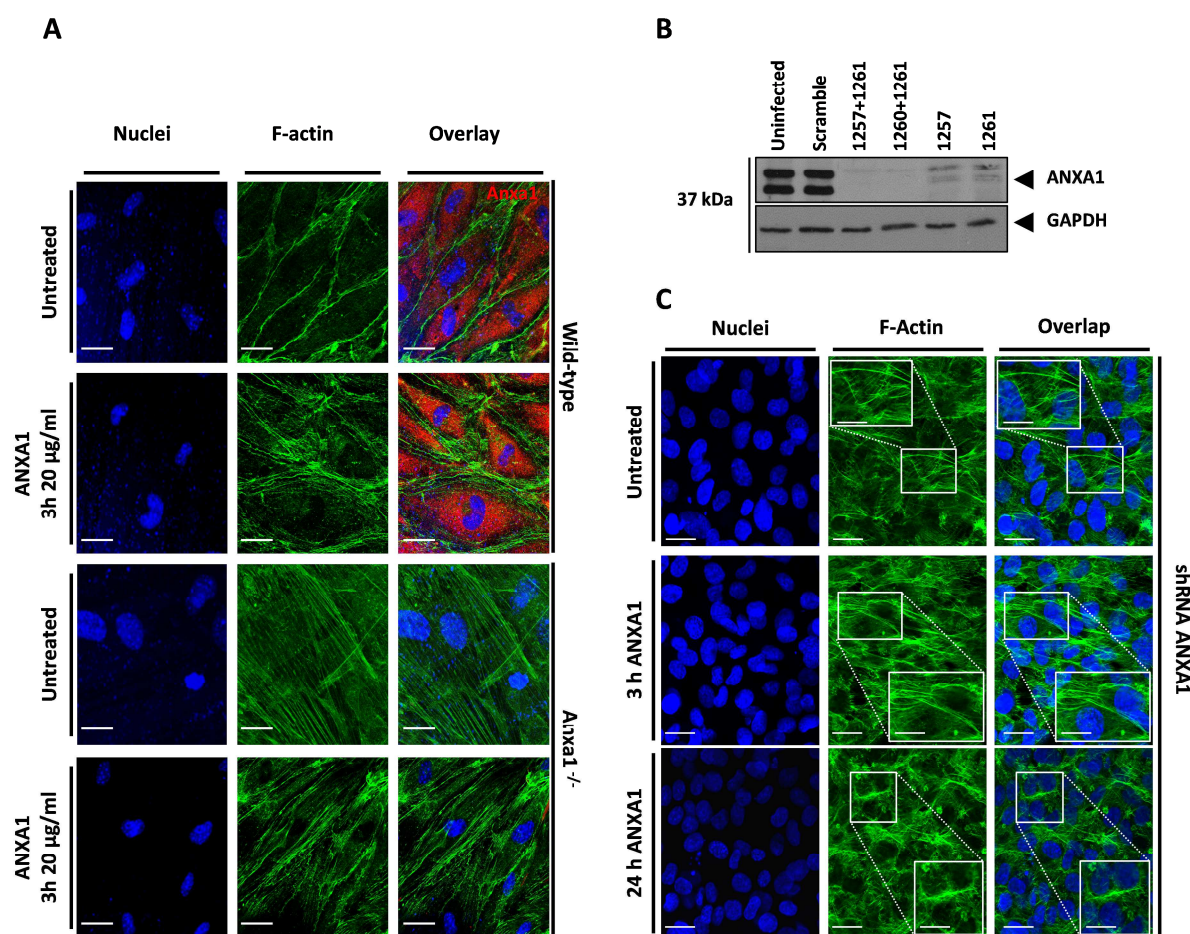 A
Nuclei F-actin Overlay
Untreated
Anxa1
ANXA1
3h 20 µg/ml
Wild-type
Untreated
ANXA1
3h 20 µg/ml
Anxa1 -/-
B
Uninfected
Scramble
1257+1261
1260+1261
1257
1261
37 kDa
ANXA1
GAPDH
C
Nuclei F-Actin Overlap
Untreated
3 h ANXA1
24 h ANXA1
shRNA ANXA1